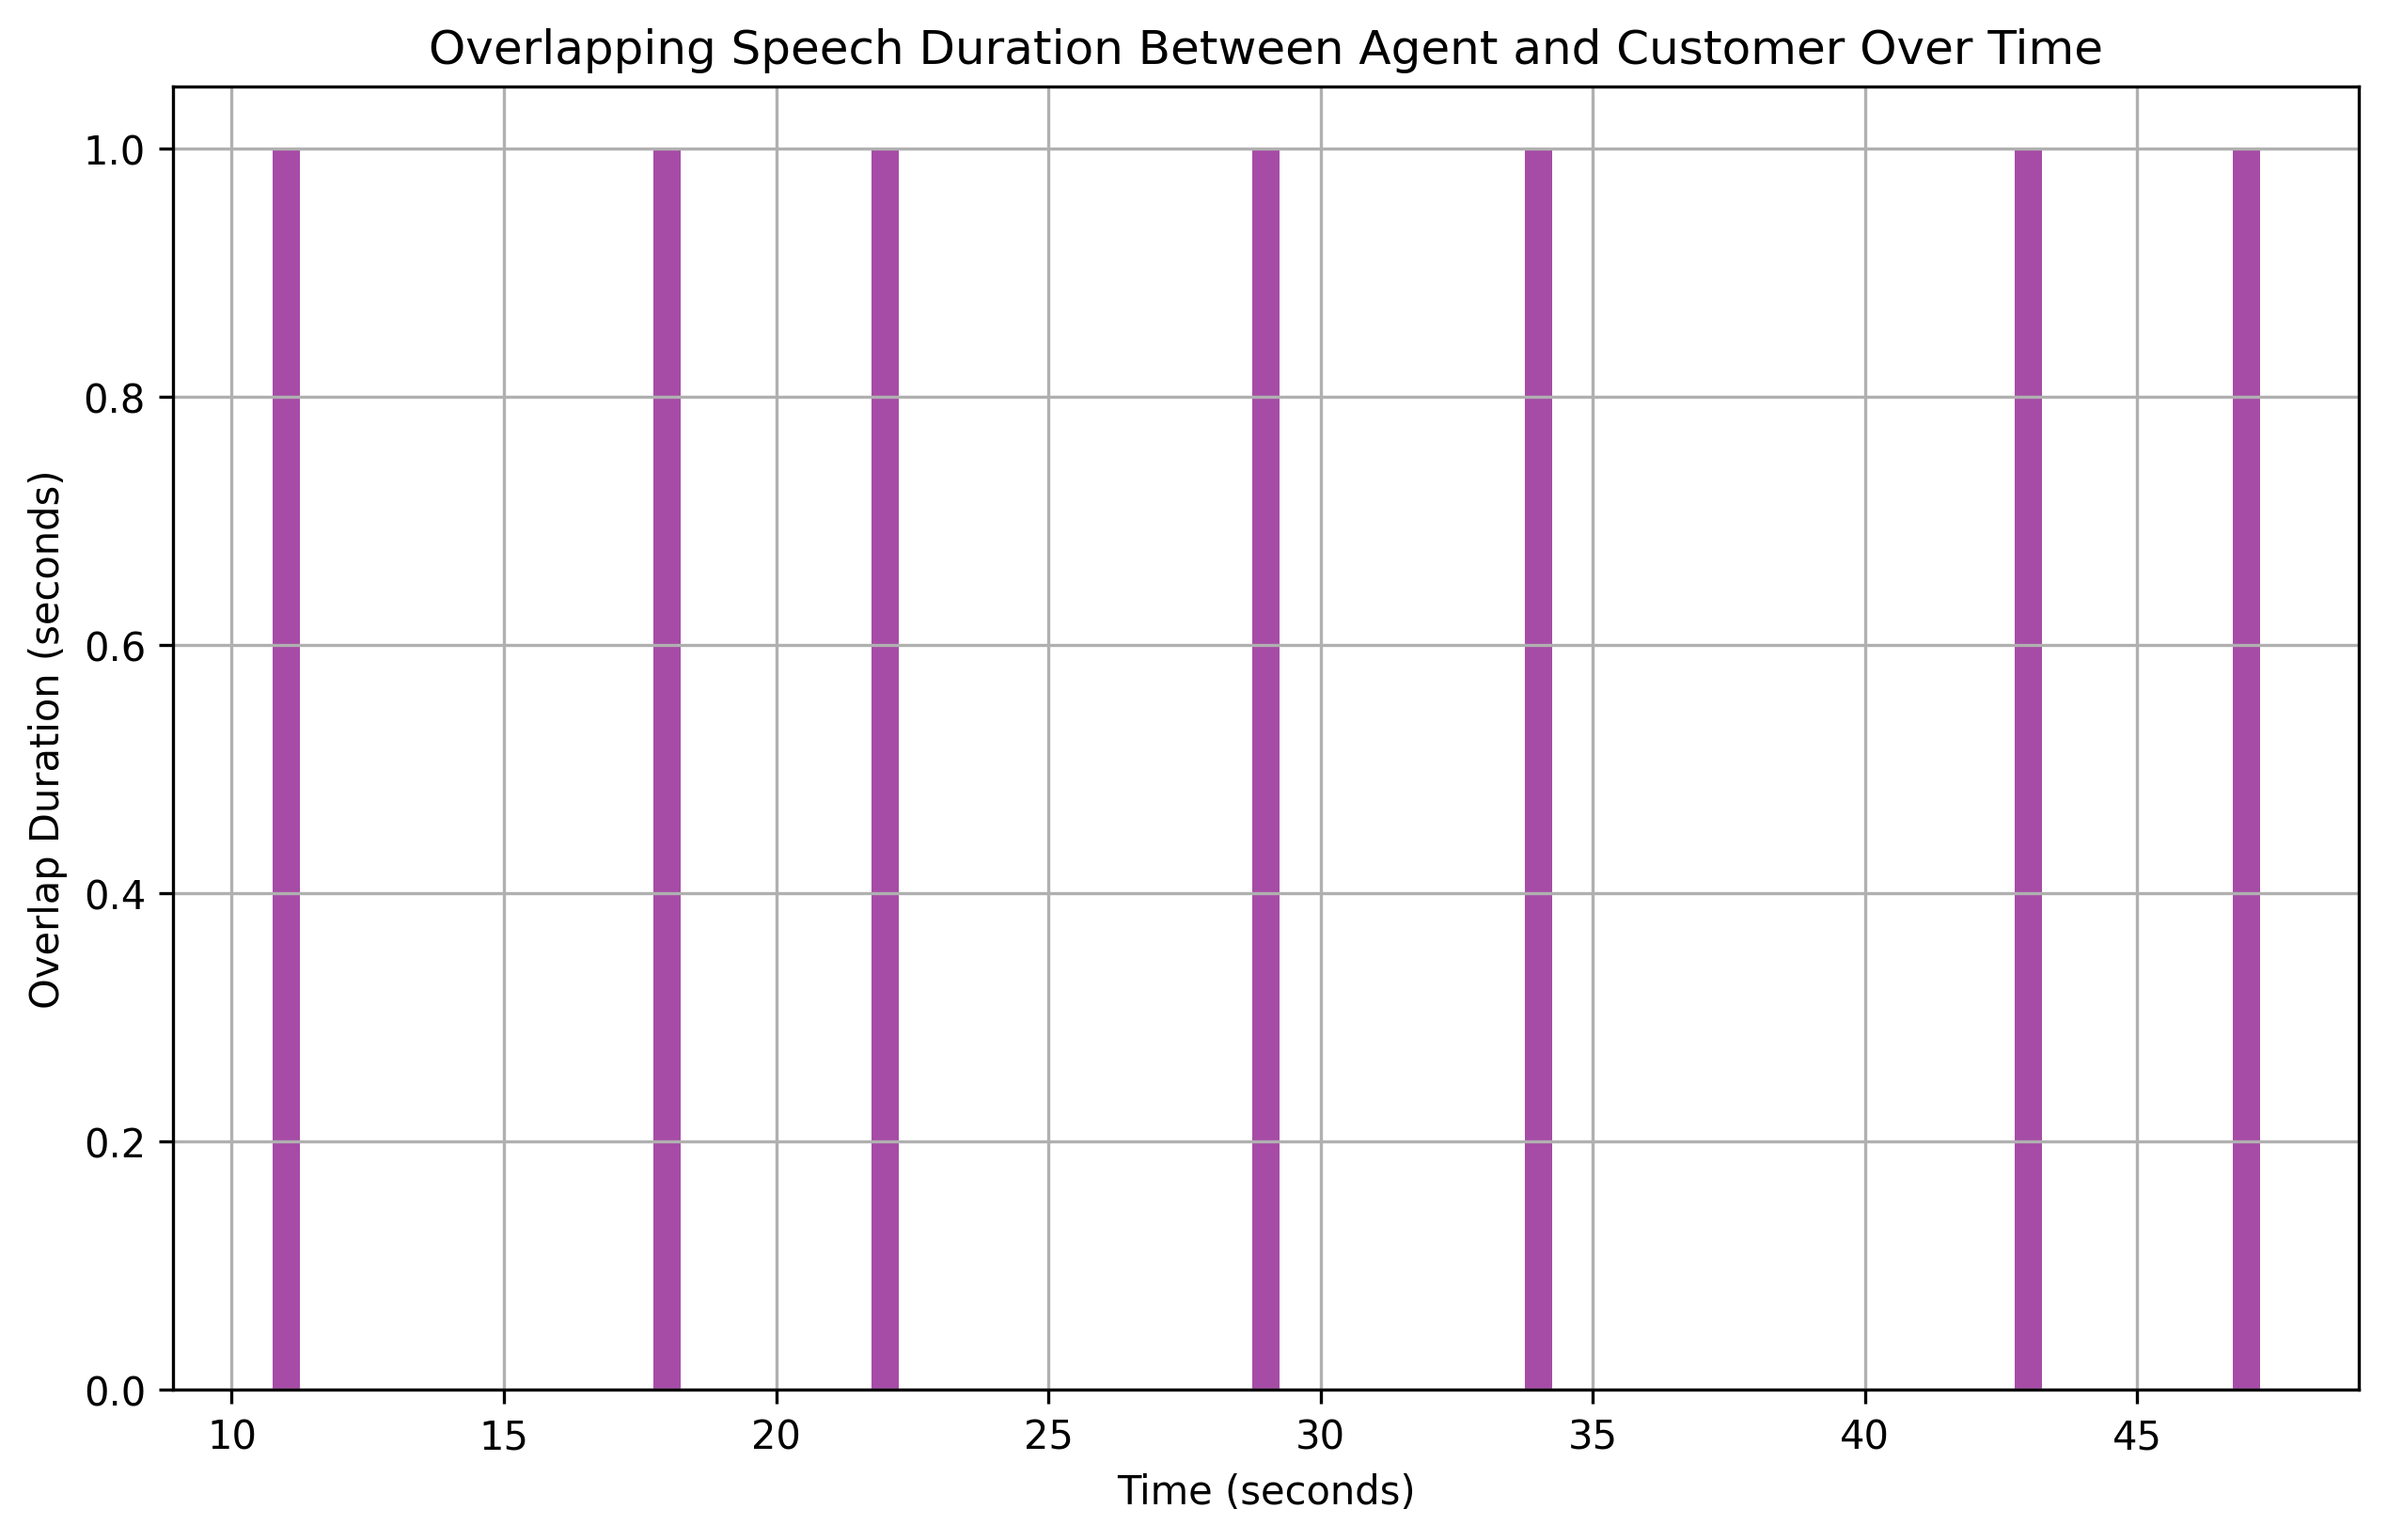 Overlapping Speech Duration Between Agent and Customer Over Time
Overlap Duration (seconds)
1.0
0.8
0.6
0.4
0.2
0.0
10 15 20 25 30 35 40 45
Time (seconds)